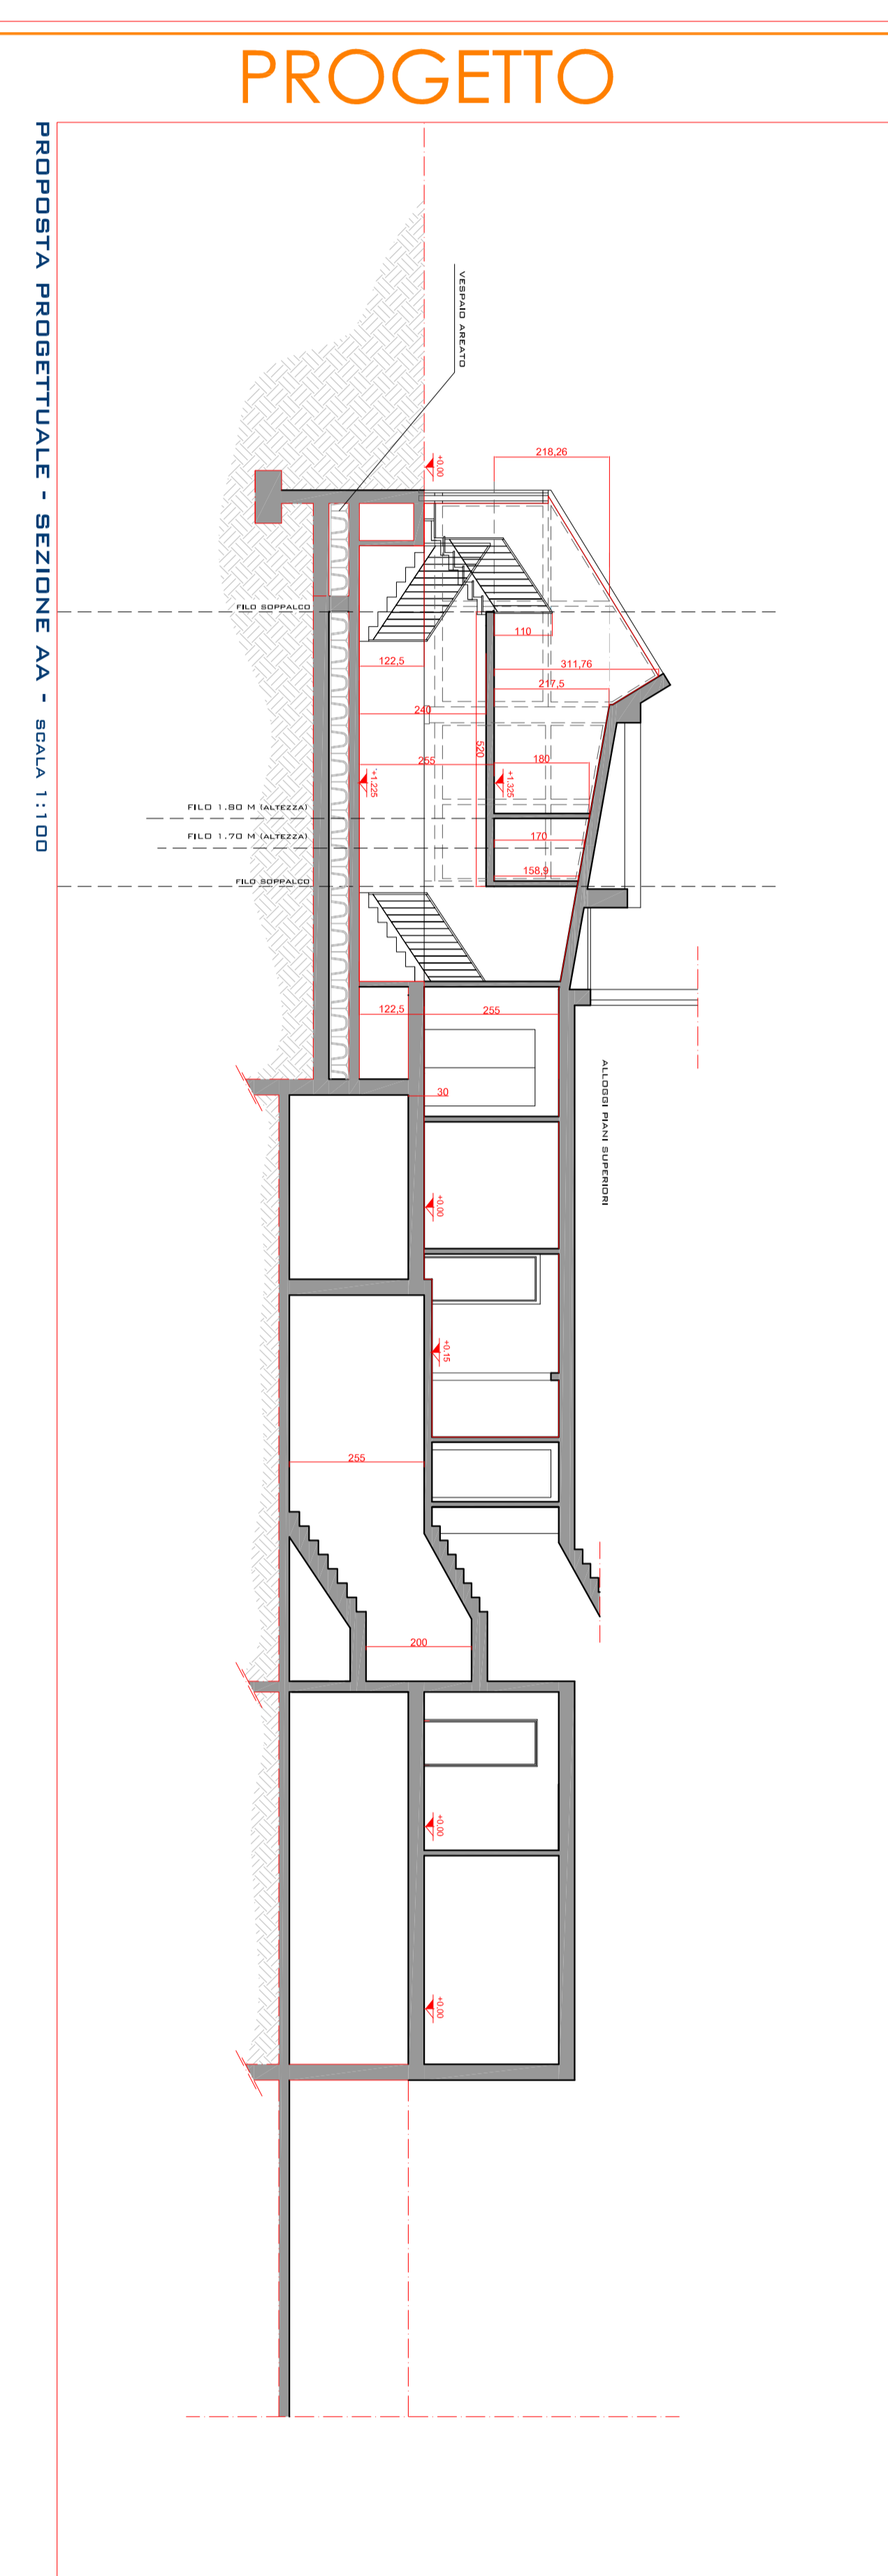 PROGETTO
PROPOSTA PROGETTUALE - SEZIONE AA - SCALA 1:100
VESPAIO AREATO
218,26
+0.00
FILO SOPPALCO
110
122,5
311,76
217,5
240
520
255
180
+1.225
+1.325
FILO 1.80 M (ALTEZZA)
FILO 1.70 M (ALTEZZA)
170
158,9
FILO SOPPALCO
122,5
255
30
ALLOGGI PIANI SUPERIORI
+0.00
+0.15
255
200
+0.00
+0.00